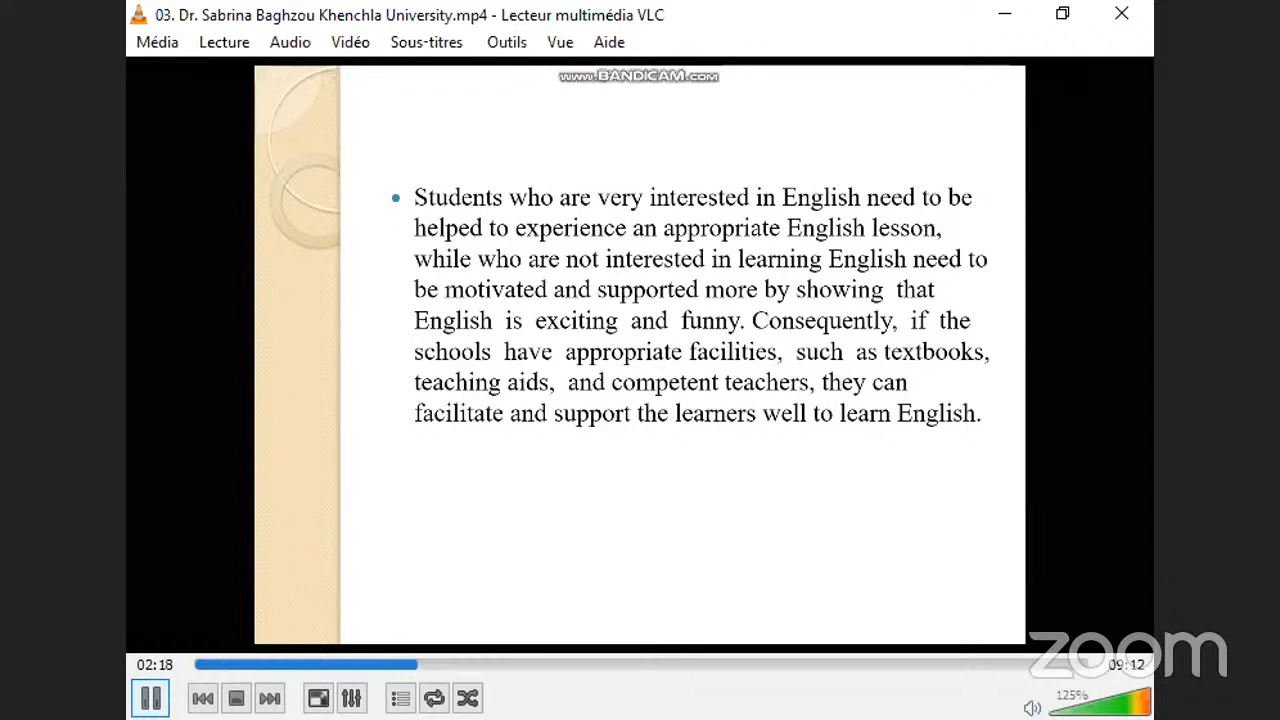 03. Dr. Sabrina Baghzou Khenchla University.mp4 - Lecteur multimédia VLC
Média Lecture Audio Vidéo Sous-titres Outils Vue Aide
www.BANDICAM.com
• Students who are very interested in English need to be
helped to experience an appropriate English lesson,
while who are not interested in learning English need to
be motivated and supported more by showing that
English is exciting and funny. Consequently, if the
schools have appropriate facilities, such as textbooks,
teaching aids, and competent teachers, they can
facilitate and support the learners well to learn English.
zoom
02:18 09:12
125%